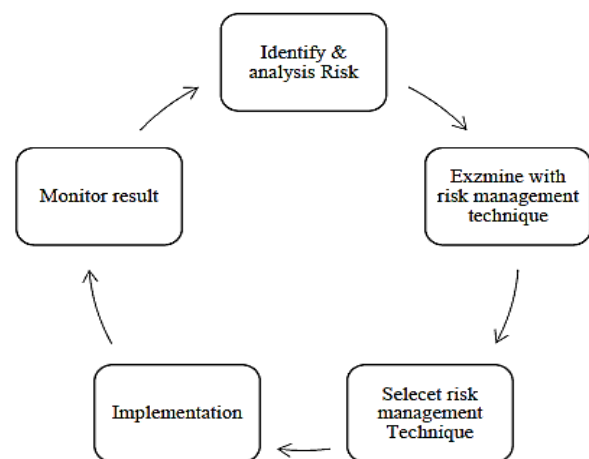 Identify &
analysis Risk
Exzmine with
risk management
technique
Selecet risk
management
Technique
Implementation
Monitor result